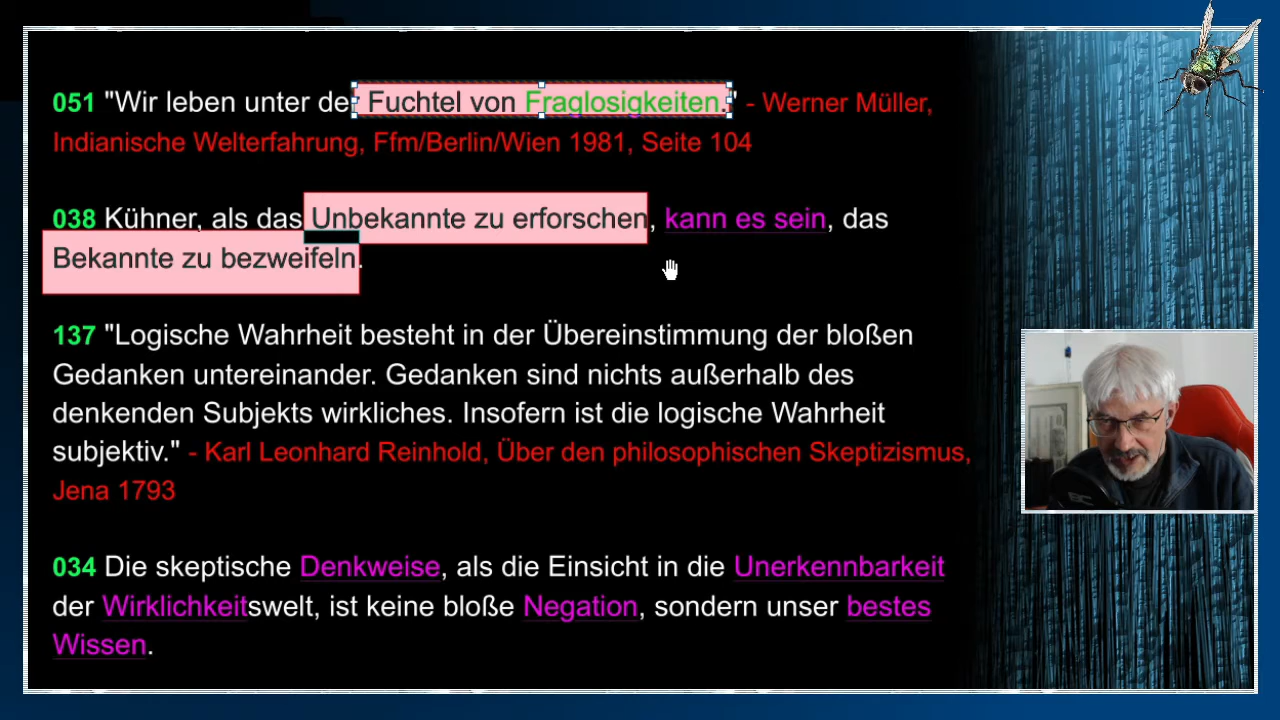 051 "Wir leben unter der Fuchtel von Fraglosigkeiten." - Werner Müller,
Indianische Welterfahrung, Ffm/Berlin/Wien 1981, Seite 104
038 Kühner, als das Unbekannte zu erforschen, kann es sein, das
Bekannte zu bezweifeln.
137 "Logische Wahrheit besteht in der Übereinstimmung der bloßen
Gedanken untereinander. Gedanken sind nichts außerhalb des
denkenden Subjekts wirkliches. Insofern ist die logische Wahrheit
subjektiv." - Karl Leonhard Reinhold, Über den philosophischen Skeptizismus,
Jena 1793
034 Die skeptische Denkweise, als die Einsicht in die Unerkennbarkeit
der Wirklichkeitswelt, ist keine bloße Negation, sondern unser bestes
Wissen.